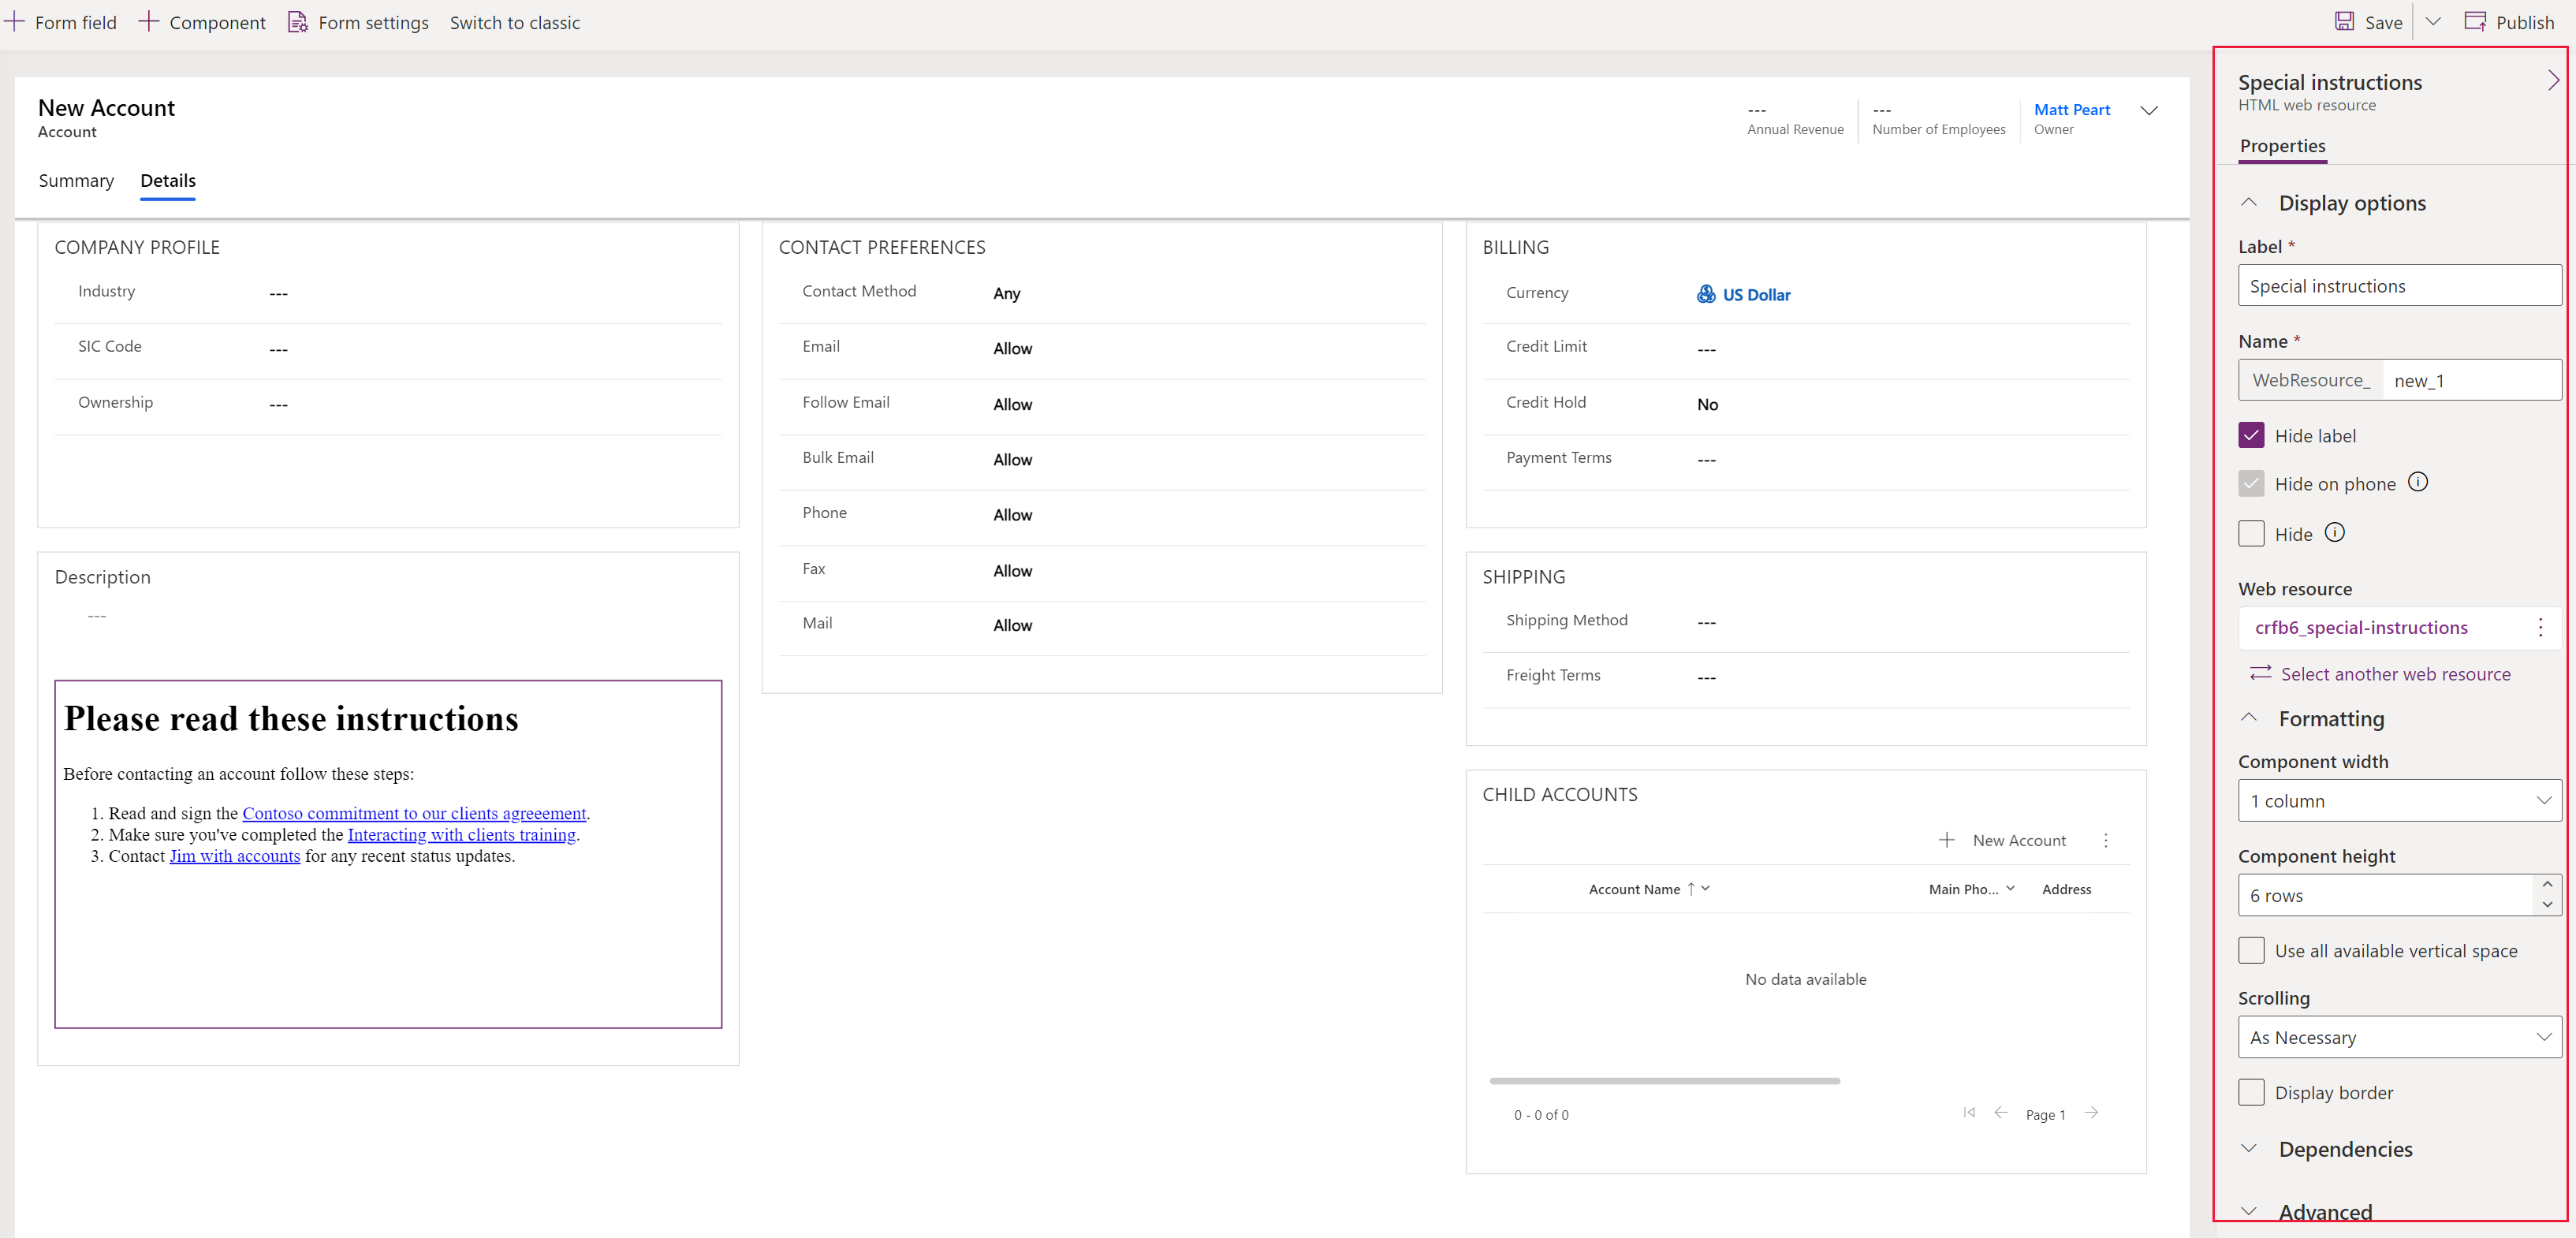 Form field
Component
Form settings
Switch to classic
Save
Publish
New Account
Account
---
Annual Revenue
---
Number of Employees
Matt Peart
Owner
Summary
Details
COMPANY PROFILE
Industry ---
SIC Code ---
Ownership ---
Description
---
Please read these instructions
Before contacting an account follow these steps:
1. Read and sign the Contoso commitment to our clients agreeement.
2. Make sure you've completed the Interacting with clients training.
3. Contact Jim with accounts for any recent status updates.
CONTACT PREFERENCES
Contact Method Any
Email Allow
Follow Email Allow
Bulk Email Allow
Phone Allow
Fax Allow
Mail Allow
BILLING
Currency US Dollar
Credit Limit ---
Credit Hold No
Payment Terms ---
SHIPPING
Shipping Method ---
Freight Terms ---
CHILD ACCOUNTS
New Account
Account Name Main Pho... Address
No data available
0 - 0 of 0 Page 1
Special instructions
HTML web resource
Properties
Display options
Label *
Special instructions
Name *
WebResource_ new_1
Hide label
Hide on phone
Hide
Web resource
crfb6_special-instructions
Select another web resource
Formatting
Component width
1 column
Component height
6 rows
Use all available vertical space
Scrolling
As Necessary
Display border
Dependencies
Advanced